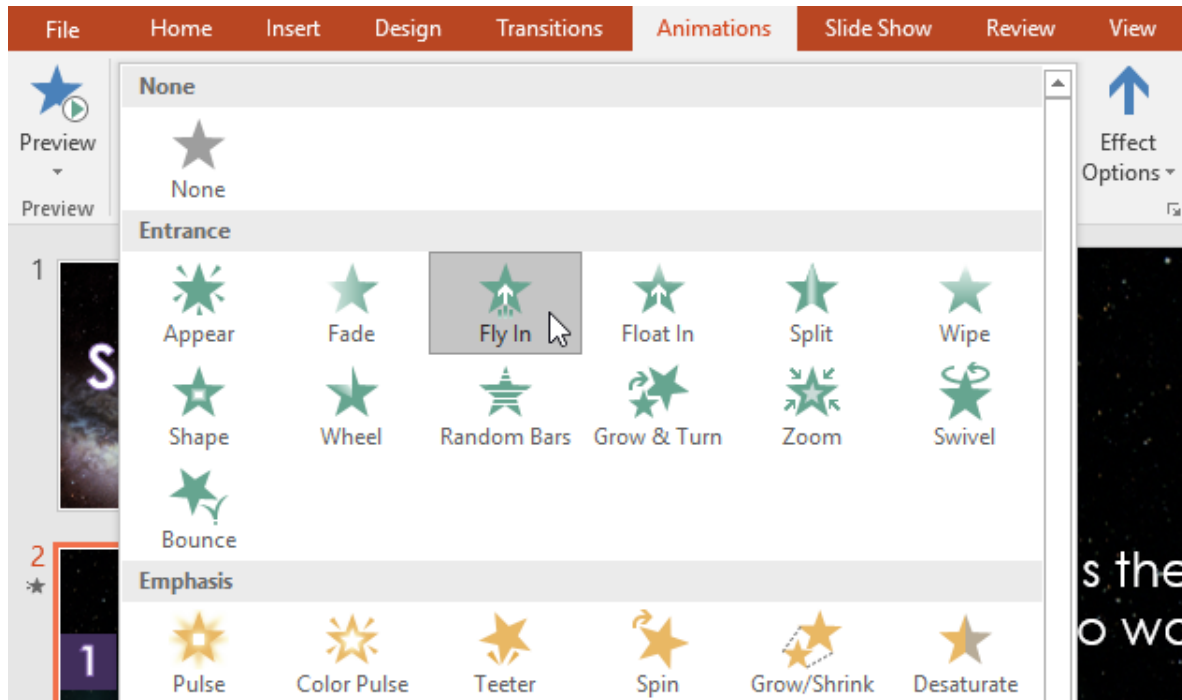 File Home Insert Design Transitions Animations Slide Show Review View
None
Preview
None
Effect
Options
Preview
Entrance
1
Appear Fade Fly In Float In Split Wipe
S
Shape Wheel Random Bars Grow & Turn Zoom Swivel
Bounce
2
Emphasis
s the
1
o wo
Pulse Color Pulse Teeter Spin Grow/Shrink Desaturate